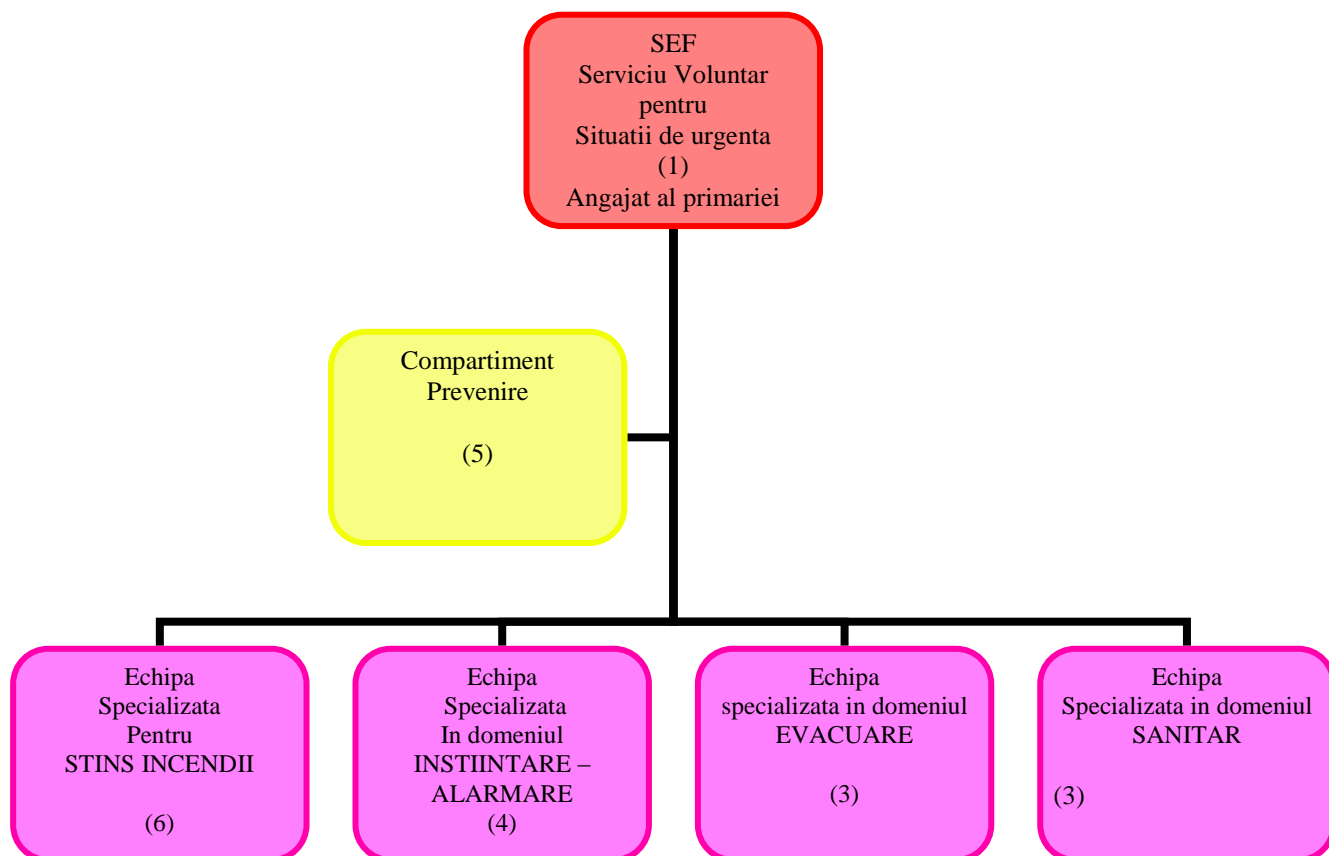 SEF
Serviciu Voluntar
pentru
Situatii de urgenta
(1)
Angajat al primariei
Compartiment
Prevenire
(5)
Echipa
Specializata
Pentru
STINS INCENDII
(6)
Echipa
Specializata
In domeniul
INSTIINTARE –
ALARMARE
(4)
Echipa
specializata in domeniul
EVACUARE
(3)
Echipa
Specializata in domeniul
SANITAR
(3)